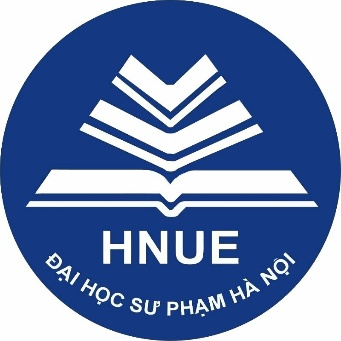 HNUE
ĐẠI HỌC SƯ PHẠM HÀ NỘI